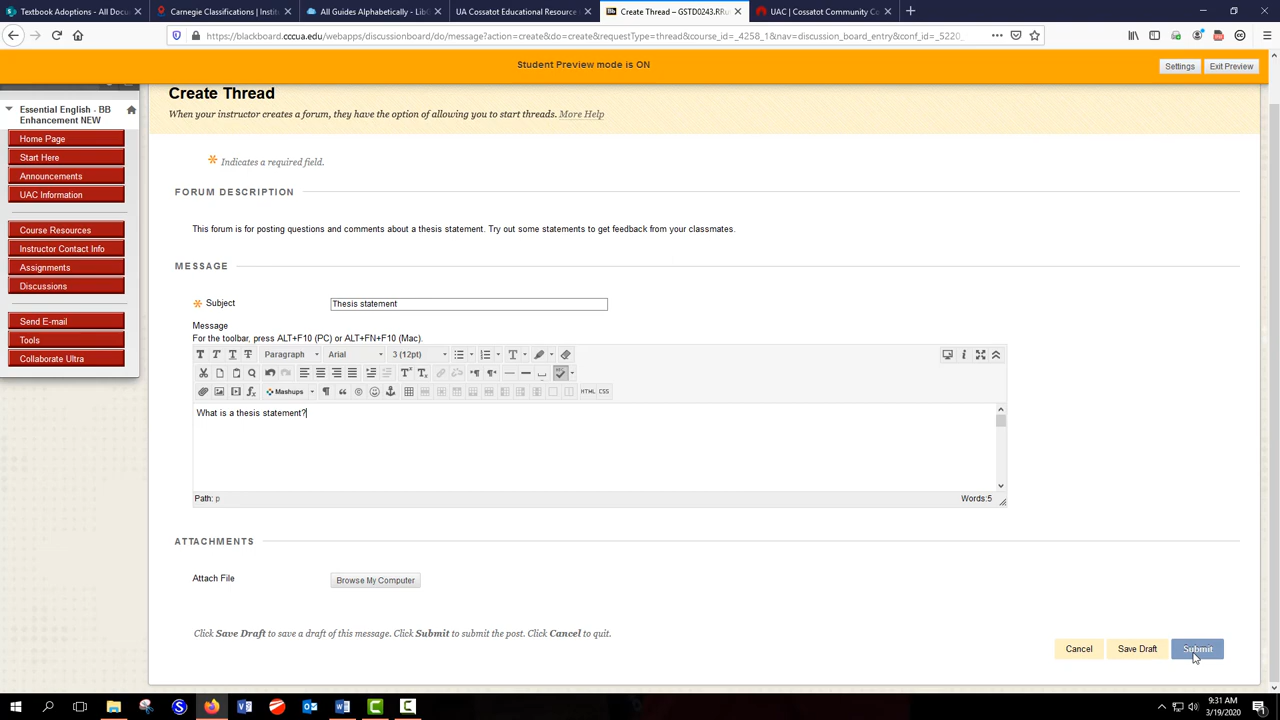 Textbook Adoptions - All Docum
Carnegie Classifications | Institu
All Guides Alphabetically - LibG
UA Cossatot Educational Resource
Create Thread – GSTD0243.RRu
UAC | Cossatot Community Co
https://blackboard.cccua.edu/webapps/discussionboard/do/message?action=create&do=create&requestType=thread&course_id=_4258_1&nav=discussion_board_entry&conf_id=_5220_
Student Preview mode is ON
Settings
Exit Preview
Essential English - BB
Enhancement NEW
Home Page
Start Here
Announcements
UAC Information
Course Resources
Instructor Contact Info
Assignments
Discussions
Send E-mail
Tools
Collaborate Ultra
Create Thread
When your instructor creates a forum, they have the option of allowing you to start threads. More Help
* Indicates a required field.
FORUM DESCRIPTION
This forum is for posting questions and comments about a thesis statement. Try out some statements to get feedback from your classmates.
MESSAGE
* Subject
Thesis statement
Message
For the toolbar, press ALT+F10 (PC) or ALT+FN+F10 (Mac).
T T T T Paragraph Arial 3 (12pt)
Mashups HTML CSS
What is a thesis statement?
Path: p
Words:5
ATTACHMENTS
Attach File
Browse My Computer
Click Save Draft to save a draft of this message. Click Submit to submit the post. Click Cancel to quit.
Cancel
Save Draft
Submit
9:31 AM
3/19/2020